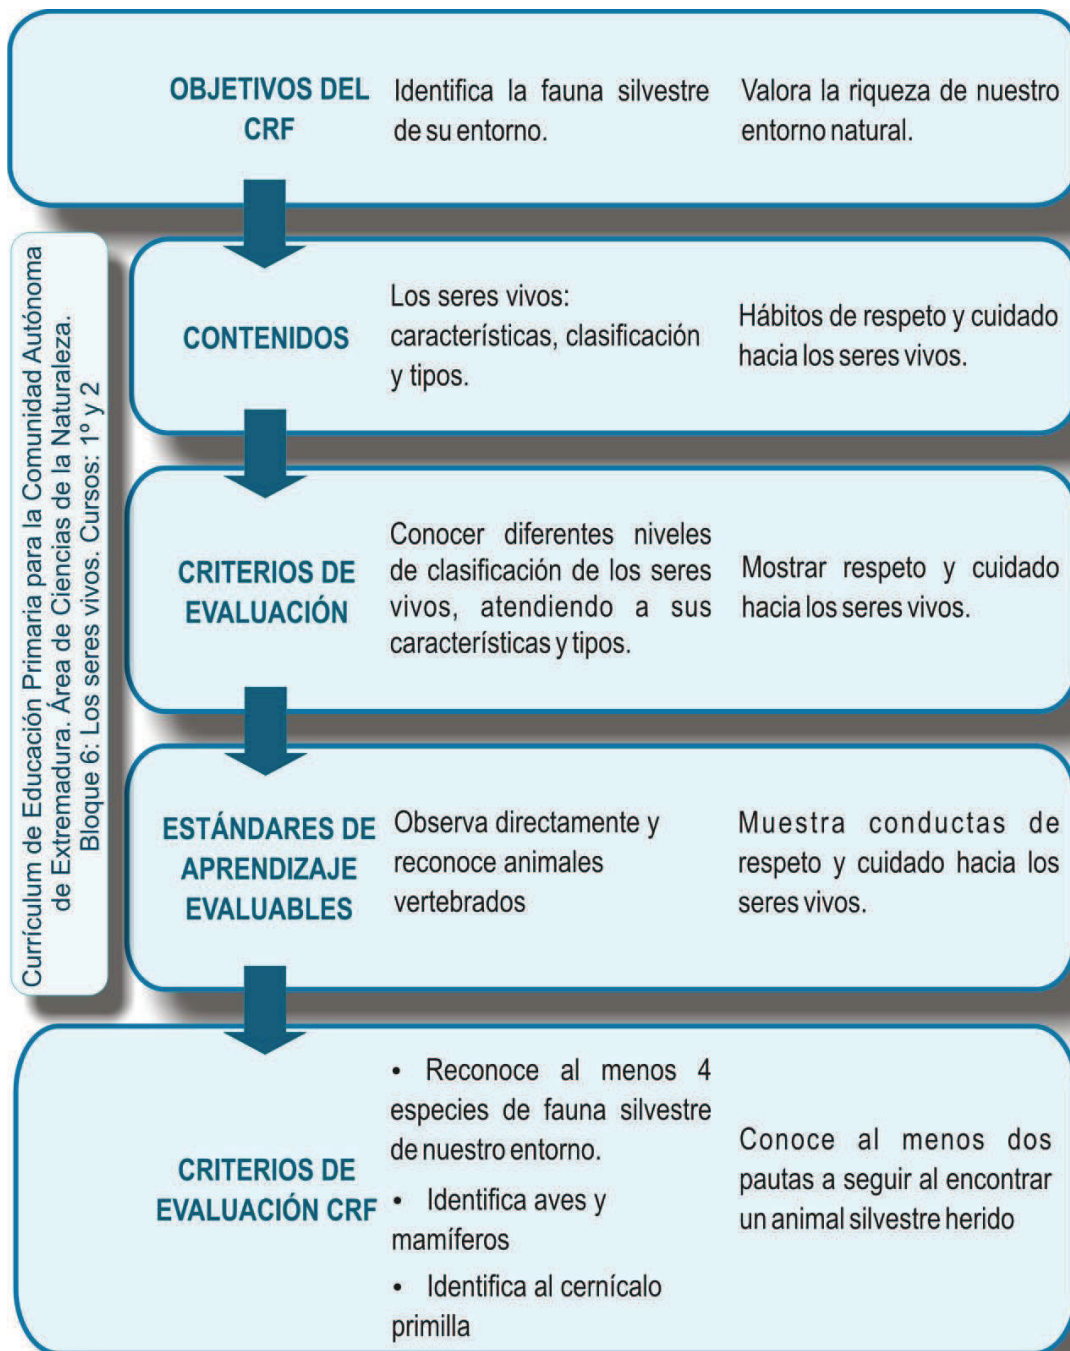 OBJETIVOS DEL
CRF
Identifica la fauna silvestre
de su entorno.
Valora la riqueza de nuestro
entorno natural.
Currículum de Educación Primaria para la Comunidad Autónoma
de Extremadura. Área de Ciencias de la Naturaleza.
Bloque 6: Los seres vivos. Cursos: 1º y 2
CONTENIDOS
Los seres vivos:
características, clasificación
y tipos.
Hábitos de respeto y cuidado
hacia los seres vivos.
CRITERIOS DE
EVALUACIÓN
Conocer diferentes niveles
de clasificación de los seres
vivos, atendiendo a sus
características y tipos.
Mostrar respeto y cuidado
hacia los seres vivos.
ESTÁNDARES DE
APRENDIZAJE
EVALUABLES
Observa directamente y
reconoce animales
vertebrados
Muestra conductas de
respeto y cuidado hacia los
seres vivos.
CRITERIOS DE
EVALUACIÓN CRF
• Reconoce al menos 4
especies de fauna silvestre
de nuestro entorno.
• Identifica aves y
mamíferos
• Identifica al cernícalo
primilla
Conoce al menos dos
pautas a seguir al encontrar
un animal silvestre herido